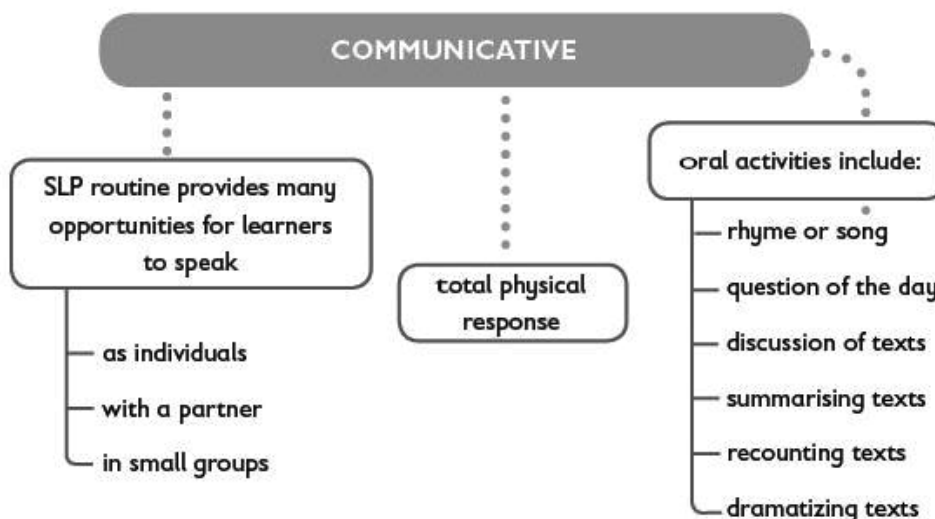 COMMUNICATIVE
SLP routine provides many
opportunities for learners
to speak
as individuals
with a partner
in small groups
total physical
response
oral activities include:
rhyme or song
question of the day
discussion of texts
summarising texts
recounting texts
dramatizing texts